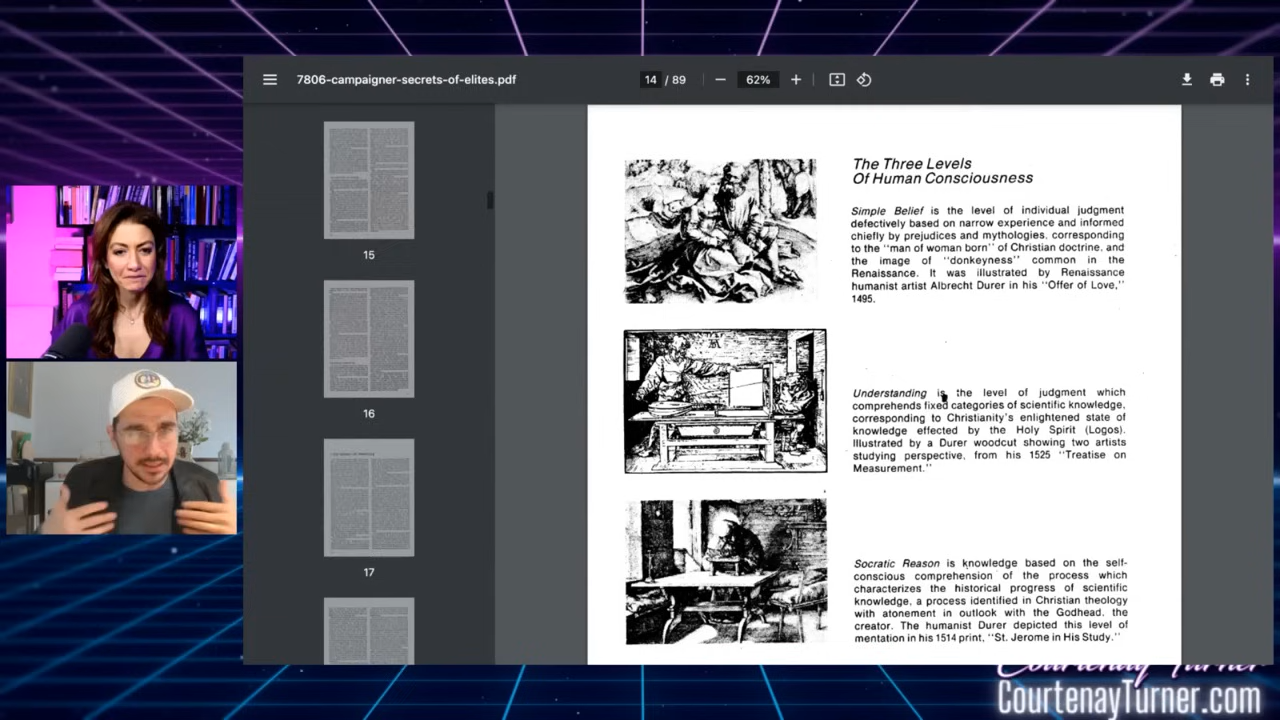 7806-campaigner-secrets-of-elites.pdf
14 / 89
62%
15
16
17
The Three Levels
Of Human Consciousness
Simple Belief is the level of individual judgment
defectively based on narrow experience and informed
chiefly by prejudices and mythologies, corresponding
to the "man of woman born" of Christian doctrine, and
the image of "donkeyness" common in the
Renaissance. It was illustrated by Renaissance
humanist artist Albrecht Durer in his "Offer of Love,"
1495.
Understanding is the level of judgment which
comprehends fixed categories of scientific knowledge,
corresponding to Christianity's enlightened state of
knowledge effected by the Holy Spirit (Logos).
Illustrated by a Durer woodcut showing two artists
studying perspective, from his 1525 "Treatise on
Measurement."
Socratic Reason is knowledge based on the self-
conscious comprehension of the process which
characterizes the historical progress of scientific
knowledge, a process identified in Christian theology
with atonement in outlook with the Godhead, the
creator. The humanist Durer depicted this level of
mentation in his 1514 print, "St. Jerome in His Study."
Courtenay Turner
CourtenayTurner.com